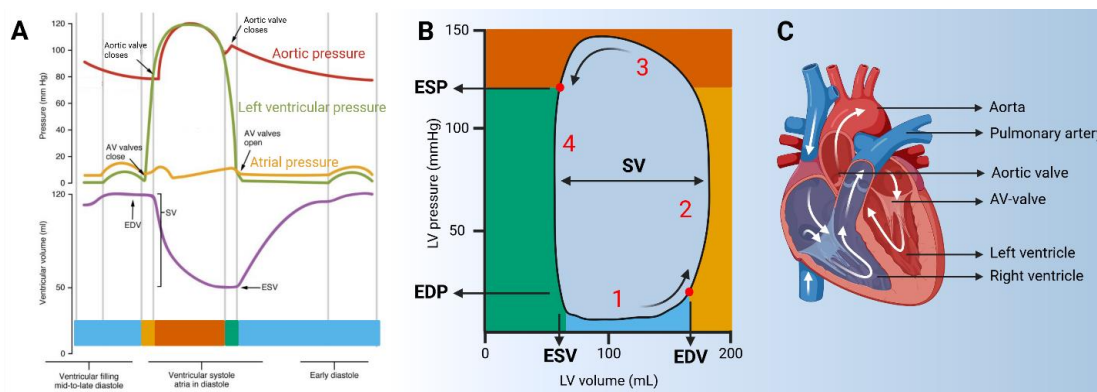 A
120
100
80
60
40
20
0
Pressure (mm Hg)
Aortic valve
closes
Aortic valve
closes
Aortic pressure
Left ventricular pressure
AV valves
close
AV valves
open
Atrial pressure
120
50
0
Ventricular volume (ml)
EDV
SV
ESV
Ventricular filling
mid-to-late diastole
Ventricular systole
atria in diastole
Early diastole
B
150
100
50
LV pressure (mmHg)
ESP
EDP
3
4
SV
2
1
0
100
200
ESV
EDV
LV volume (mL)
C
Aorta
Pulmonary artery
Aortic valve
AV-valve
Left ventricle
Right ventricle